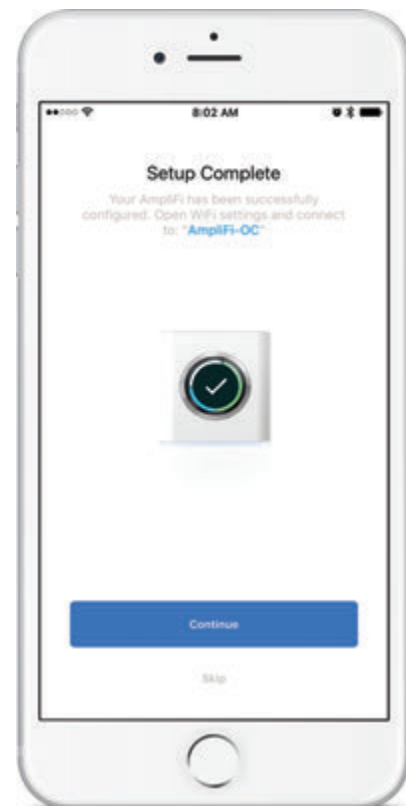 8:02 AM
Setup Complete
Your AmpliFi has been successfully
configured. Open WiFi settings and connect
to: "AmpliFi-OC"
Continue
Skip